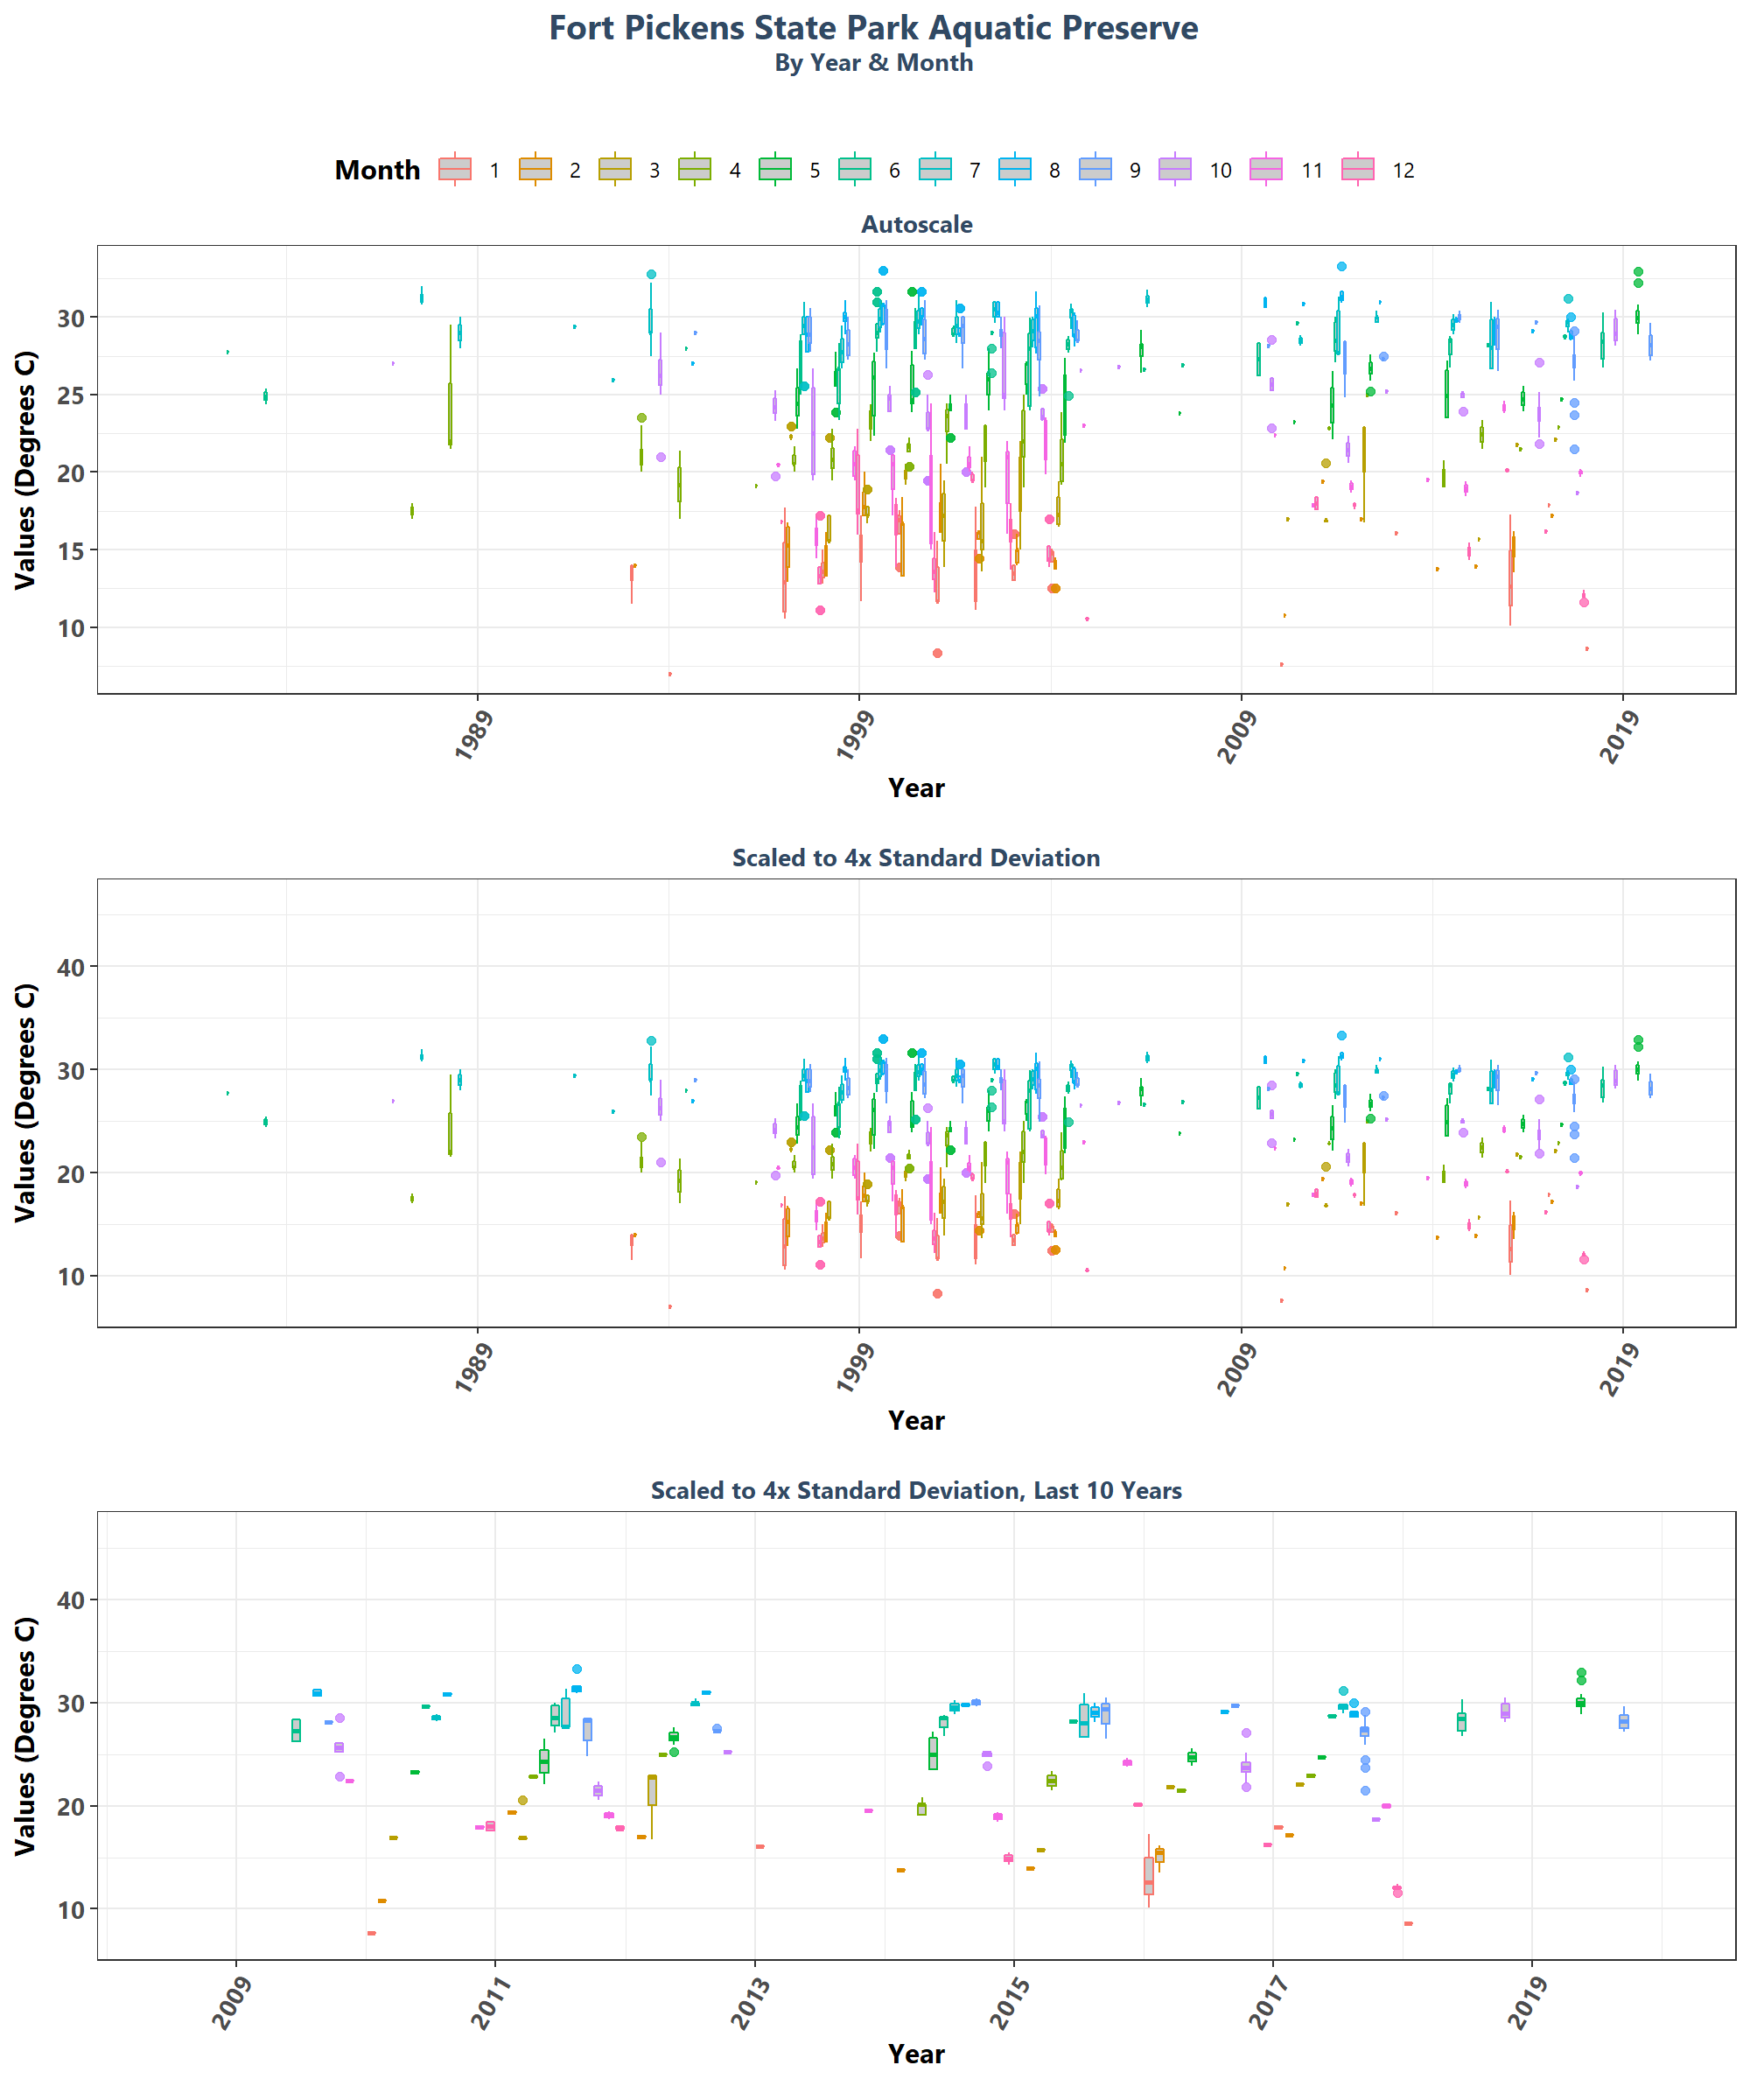 Fort Pickens State Park Aquatic Preserve
By Year & Month
Month 1 2 3 4 5 6 7 8 9 10 11 12
Autoscale
Values (Degrees C)
30
25
20
15
10
1989 1999 2009 2019
Year
Scaled to 4x Standard Deviation
Values (Degrees C)
40
30
20
10
1989 1999 2009 2019
Year
Scaled to 4x Standard Deviation, Last 10 Years
Values (Degrees C)
40
30
20
10
2009 2011 2013 2015 2017 2019
Year